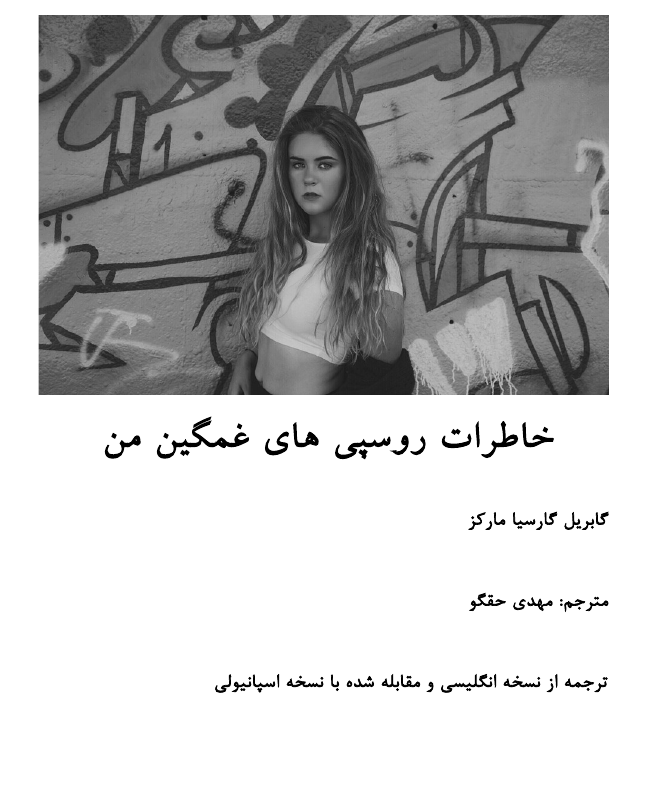 خاطرات روسپی های غمگین من
گابریل گارسیا مارکز
مترجم: مهدی حقگو
ترجمه از نسخه انگلیسی و مقابله شده با نسخه اسپانیولی